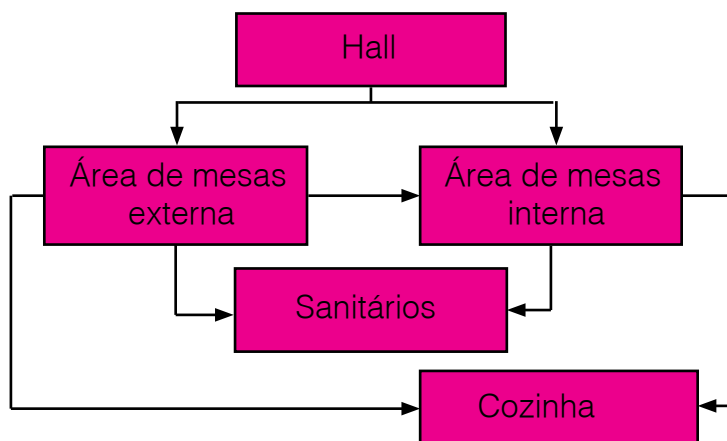 Hall
Área de mesas
externa
Área de mesas
interna
Sanitários
Cozinha